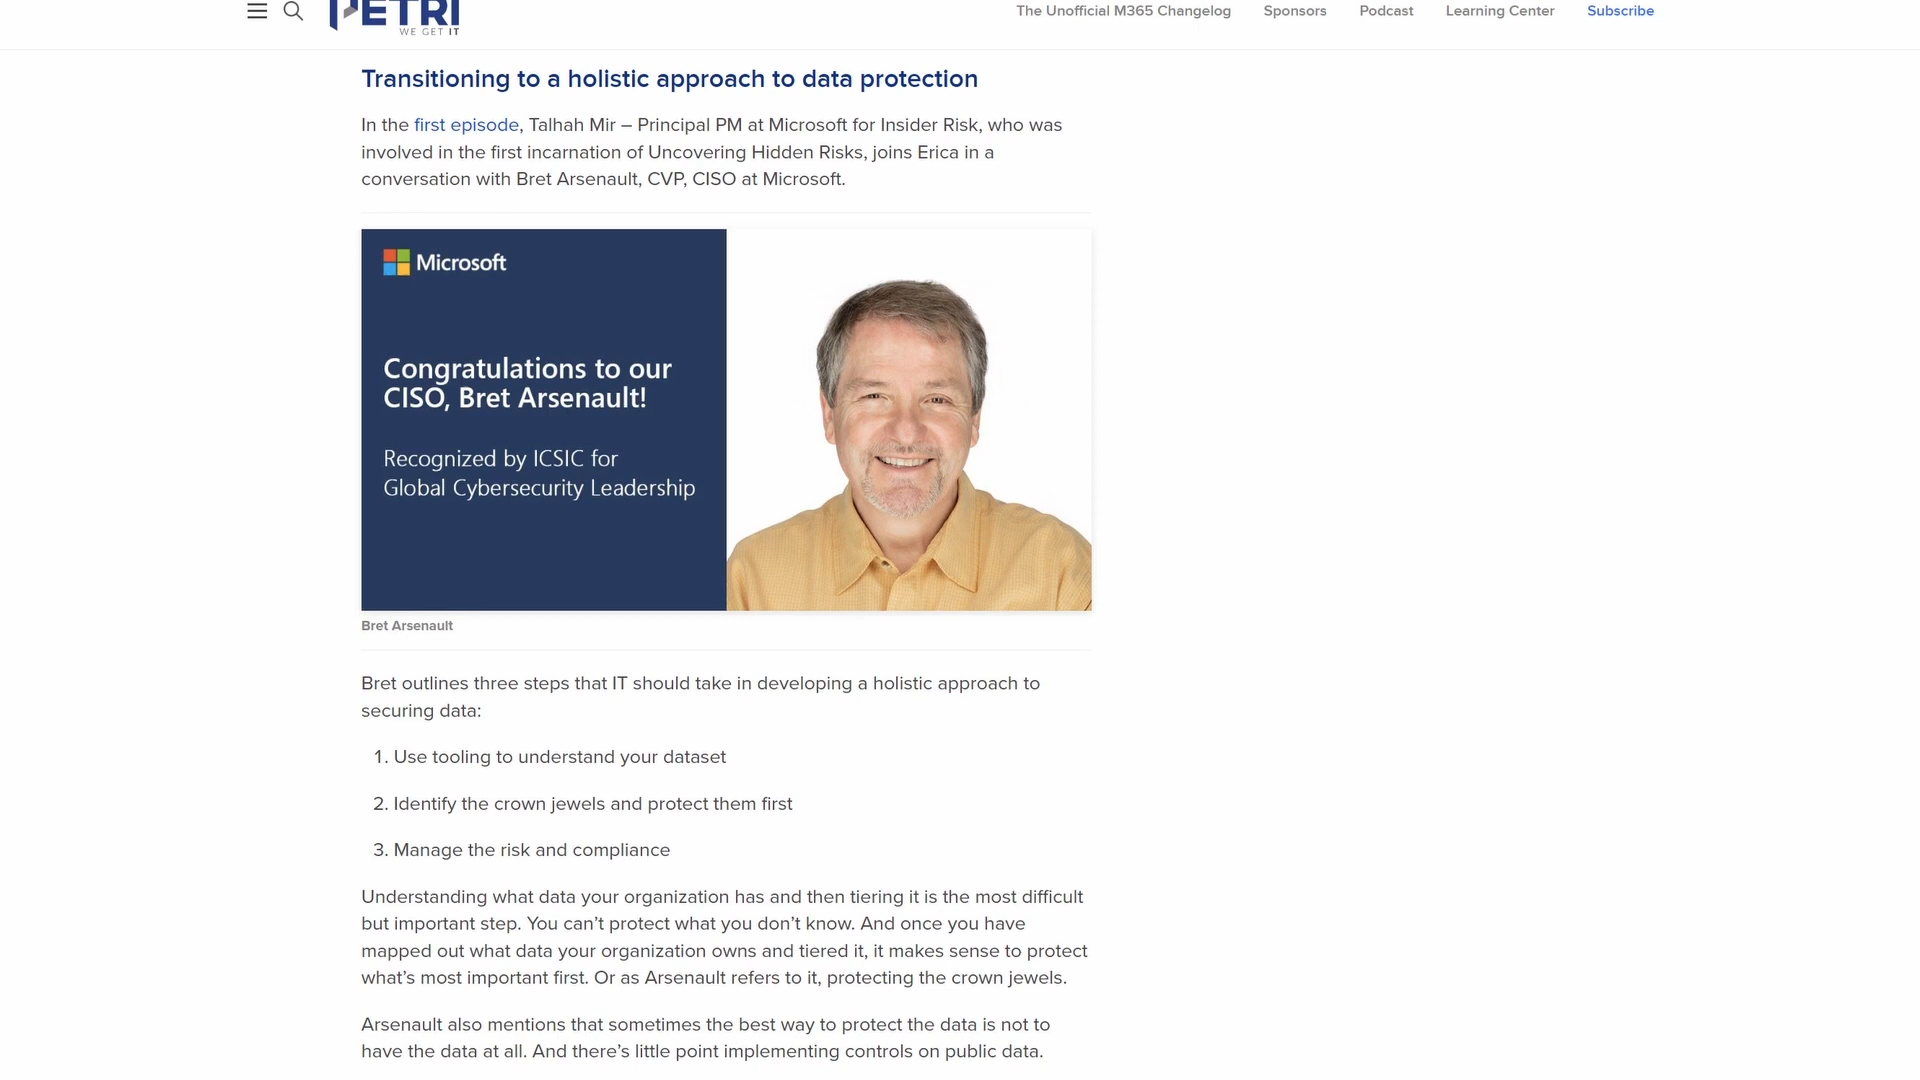 PETRI
WE GET IT
The Unofficial M365 Changelog
Sponsors
Podcast
Learning Center
Subscribe
Transitioning to a holistic approach to data protection
In the first episode, Talhah Mir – Principal PM at Microsoft for Insider Risk, who was
involved in the first incarnation of Uncovering Hidden Risks, joins Erica in a
conversation with Bret Arsenault, CVP, CISO at Microsoft.
Microsoft
Congratulations to our
CISO, Bret Arsenault!
Recognized by ICSIC for
Global Cybersecurity Leadership
Bret Arsenault
Bret outlines three steps that IT should take in developing a holistic approach to
securing data:
1. Use tooling to understand your dataset
2. Identify the crown jewels and protect them first
3. Manage the risk and compliance
Understanding what data your organization has and then tiering it is the most difficult
but important step. You can’t protect what you don’t know. And once you have
mapped out what data your organization owns and tiered it, it makes sense to protect
what’s most important first. Or as Arsenault refers to it, protecting the crown jewels.
Arsenault also mentions that sometimes the best way to protect the data is not to
have the data at all. And there’s little point implementing controls on public data.